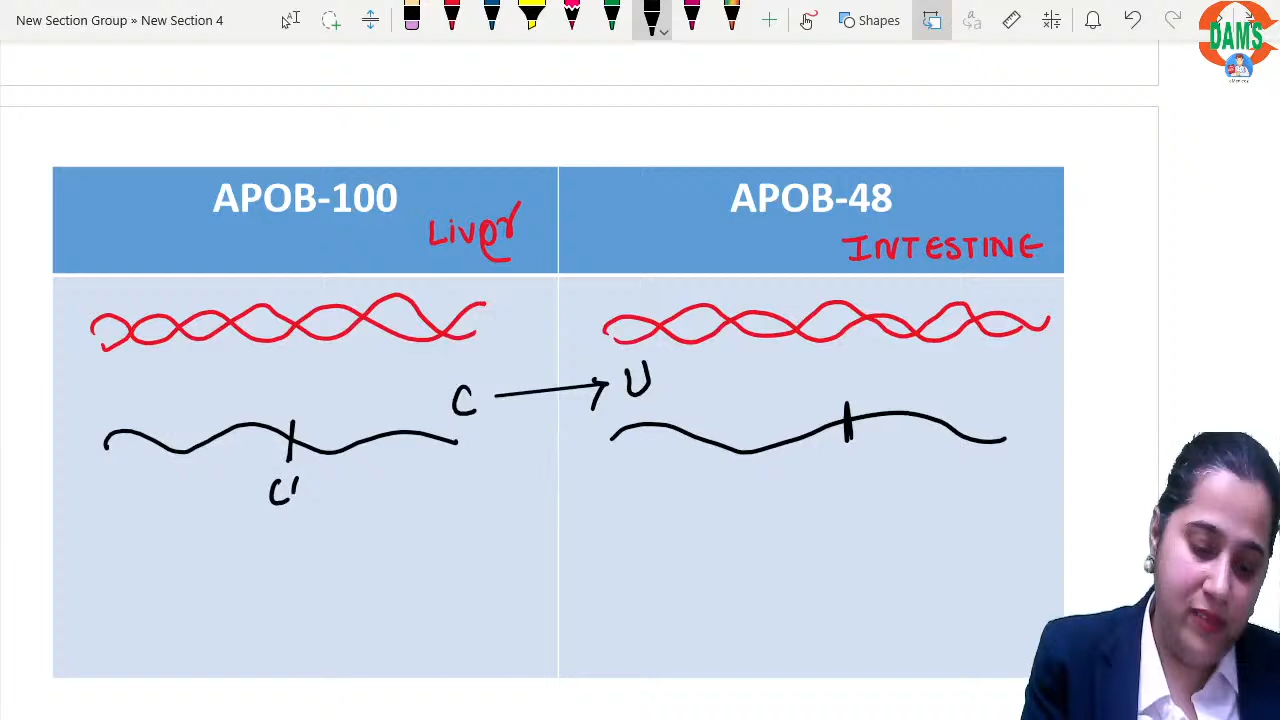 New Section Group » New Section 4
Shapes
DAMS
APOB-100
Liver
APOB-48
INTESTINE
C
U
C